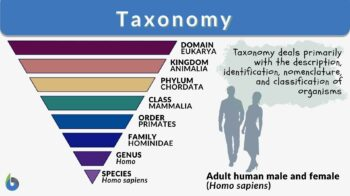 Taxonomy
DOMAIN
EUKARYA
KINGDOM
ANIMALIA
PHYLUM
CHORDATA
CLASS
MAMMALIA
ORDER
PRIMATES
FAMILY
HOMINIDAE
GENUS
Homo
SPECIES
Homo sapiens
Taxonomy deals primarily
with the description,
identification, nomenclature,
and classification of
organisms
Adult human male and female
(Homo sapiens)